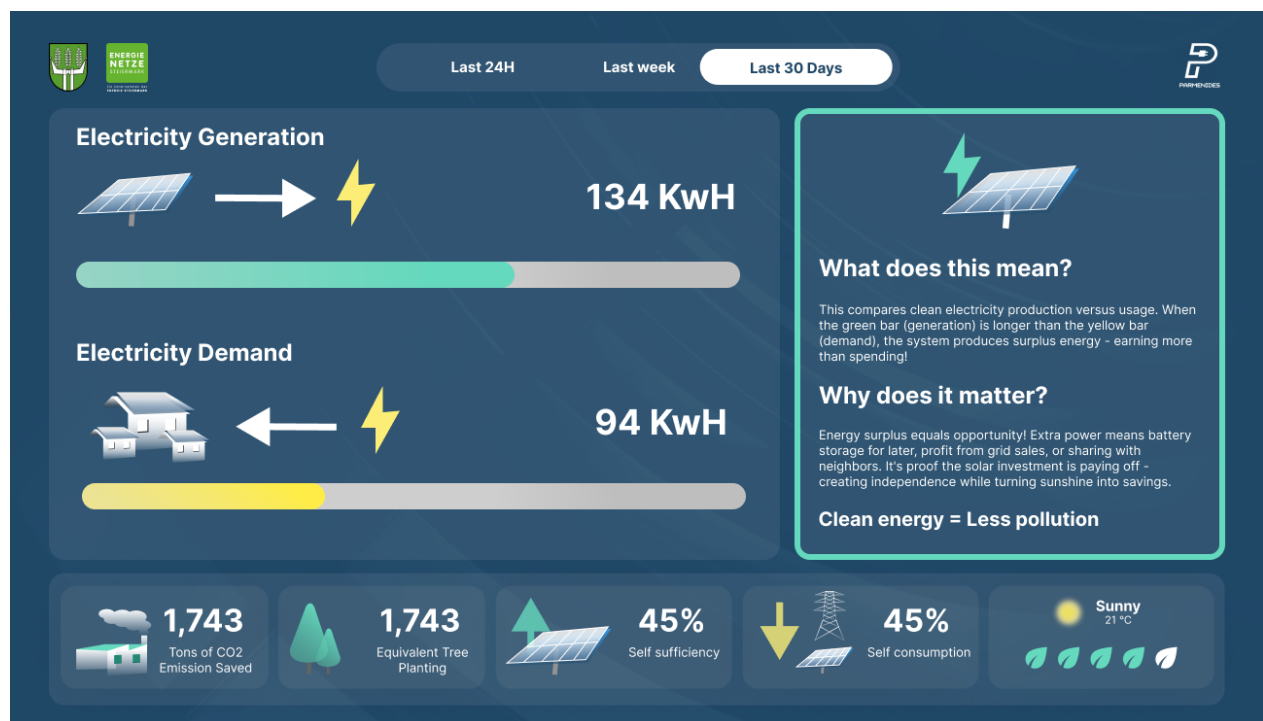 ENERGIE
NETZE
STEIERMARK
Last 24H
Last week
Last 30 Days
PARMENIDES
Electricity Generation
134 KwH
Electricity Demand
94 KwH
What does this mean?
This compares clean electricity production versus usage. When
the green bar (generation) is longer than the yellow bar
(demand), the system produces surplus energy - earning more
than spending!
Why does it matter?
Energy surplus equals opportunity! Extra power means battery
storage for later, profit from grid sales, or sharing with
neighbors. It's proof the solar investment is paying off -
creating independence while turning sunshine into savings.
Clean energy = Less pollution
1,743
Tons of CO2
Emission Saved
1,743
Equivalent Tree
Planting
45%
Self sufficiency
45%
Self consumption
Sunny
21 °C